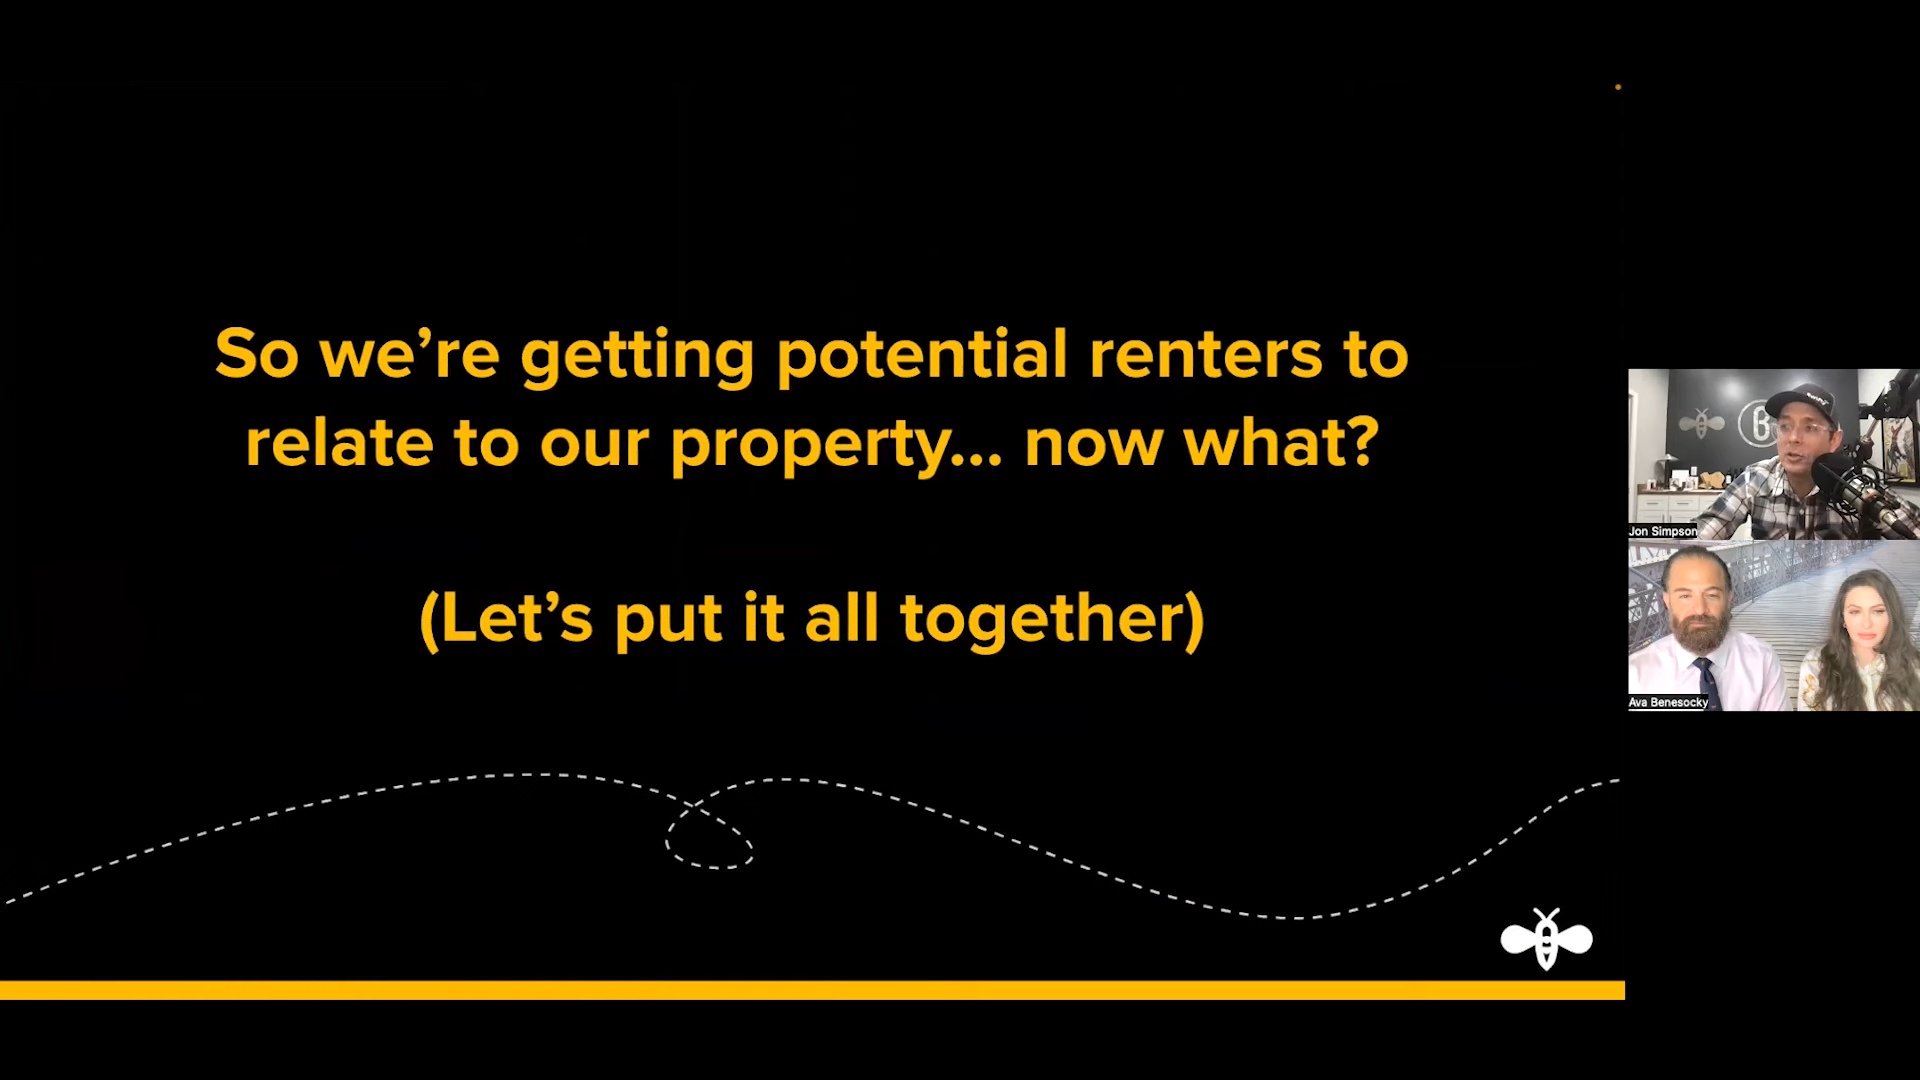 So we’re getting potential renters to
relate to our property... now what?
(Let’s put it all together)
Jon Simpson
Ava Benesocky